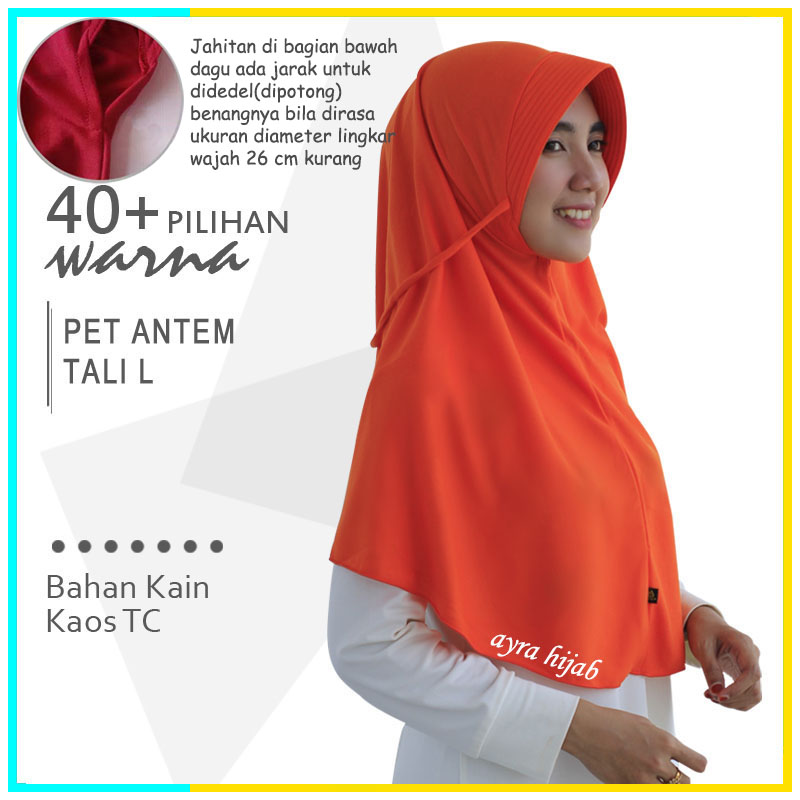 Jahitan di bagian bawah
dagu ada jarak untuk
didedel(dipotong)
benangnya bila dirasa
ukuran diameter lingkar
wajah 26 cm kurang
40+ PILIHAN
warna
PET ANTEM
TALI L
Bahan Kain
Kaos TC
ayra hijab